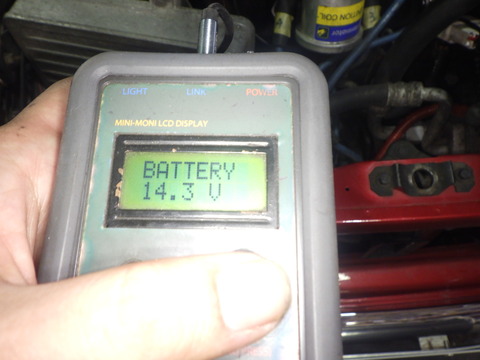 LIGHT LINK POWER
MINI-MONI LCD DISPLAY
BATTERY
14.3 V